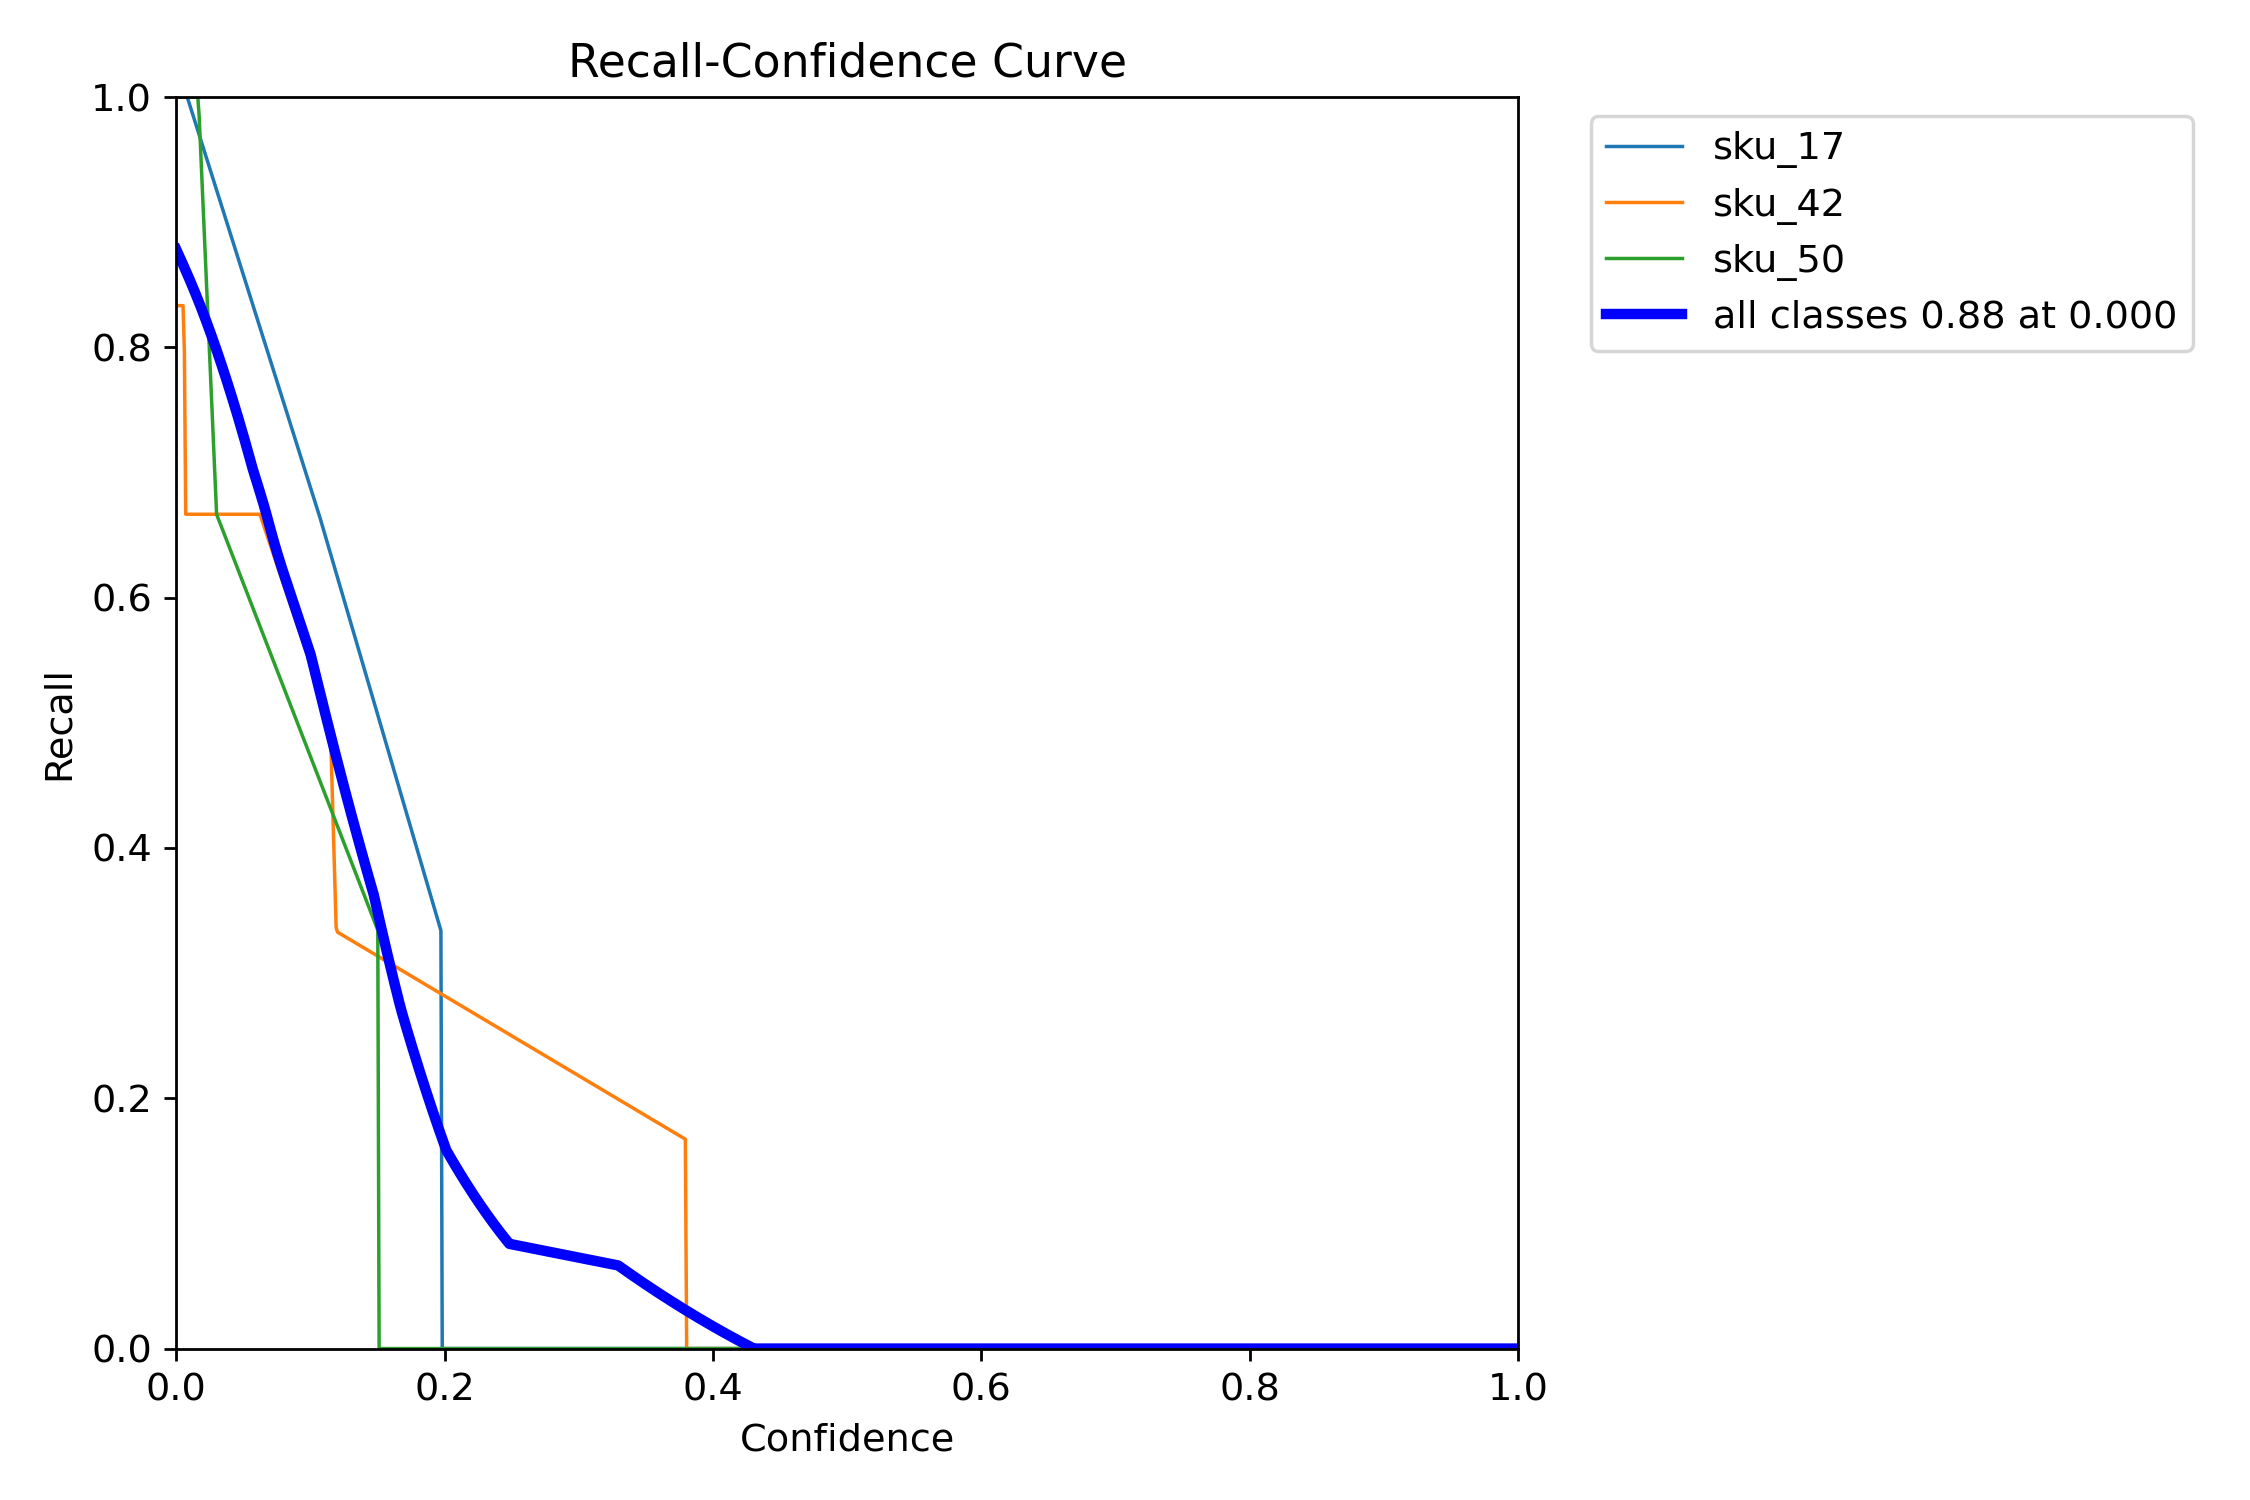 Recall-Confidence Curve
1.0
0.8
0.6
0.4
0.2
0.0
Recall
0.0 0.2 0.4 0.6 0.8 1.0
Confidence
sku_17
sku_42
sku_50
all classes 0.88 at 0.000